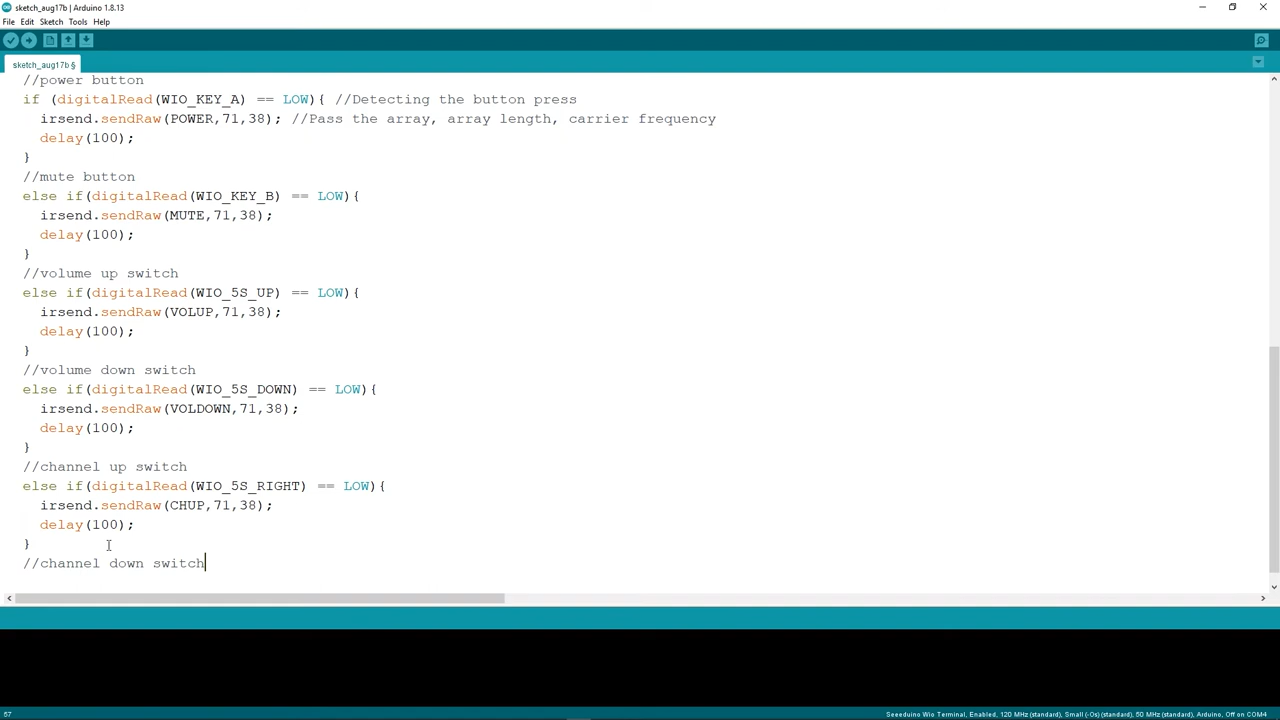 sketch_aug17b | Arduino 1.8.13
File Edit Sketch Tools Help
sketch_aug17b §
//power button
if (digitalRead(WIO_KEY_A) == LOW){ //Detecting the button press
irsend.sendRaw(POWER,71,38); //Pass the array, array length, carrier frequency
delay(100);
}
//mute button
else if(digitalRead(WIO_KEY_B) == LOW){
irsend.sendRaw(MUTE,71,38);
delay(100);
}
//volume up switch
else if(digitalRead(WIO_5S_UP) == LOW){
irsend.sendRaw(VOLUP,71,38);
delay(100);
}
//volume down switch
else if(digitalRead(WIO_5S_DOWN) == LOW){
irsend.sendRaw(VOLDOWN,71,38);
delay(100);
}
//channel up switch
else if(digitalRead(WIO_5S_RIGHT) == LOW){
irsend.sendRaw(CHUP,71,38);
delay(100);
}
//channel down switch
67
Seeeduino Wio Terminal, Enabled, 120 MHz (standard), Small (-Os) (standard), 50 MHz (standard), Arduino, Off on COM4